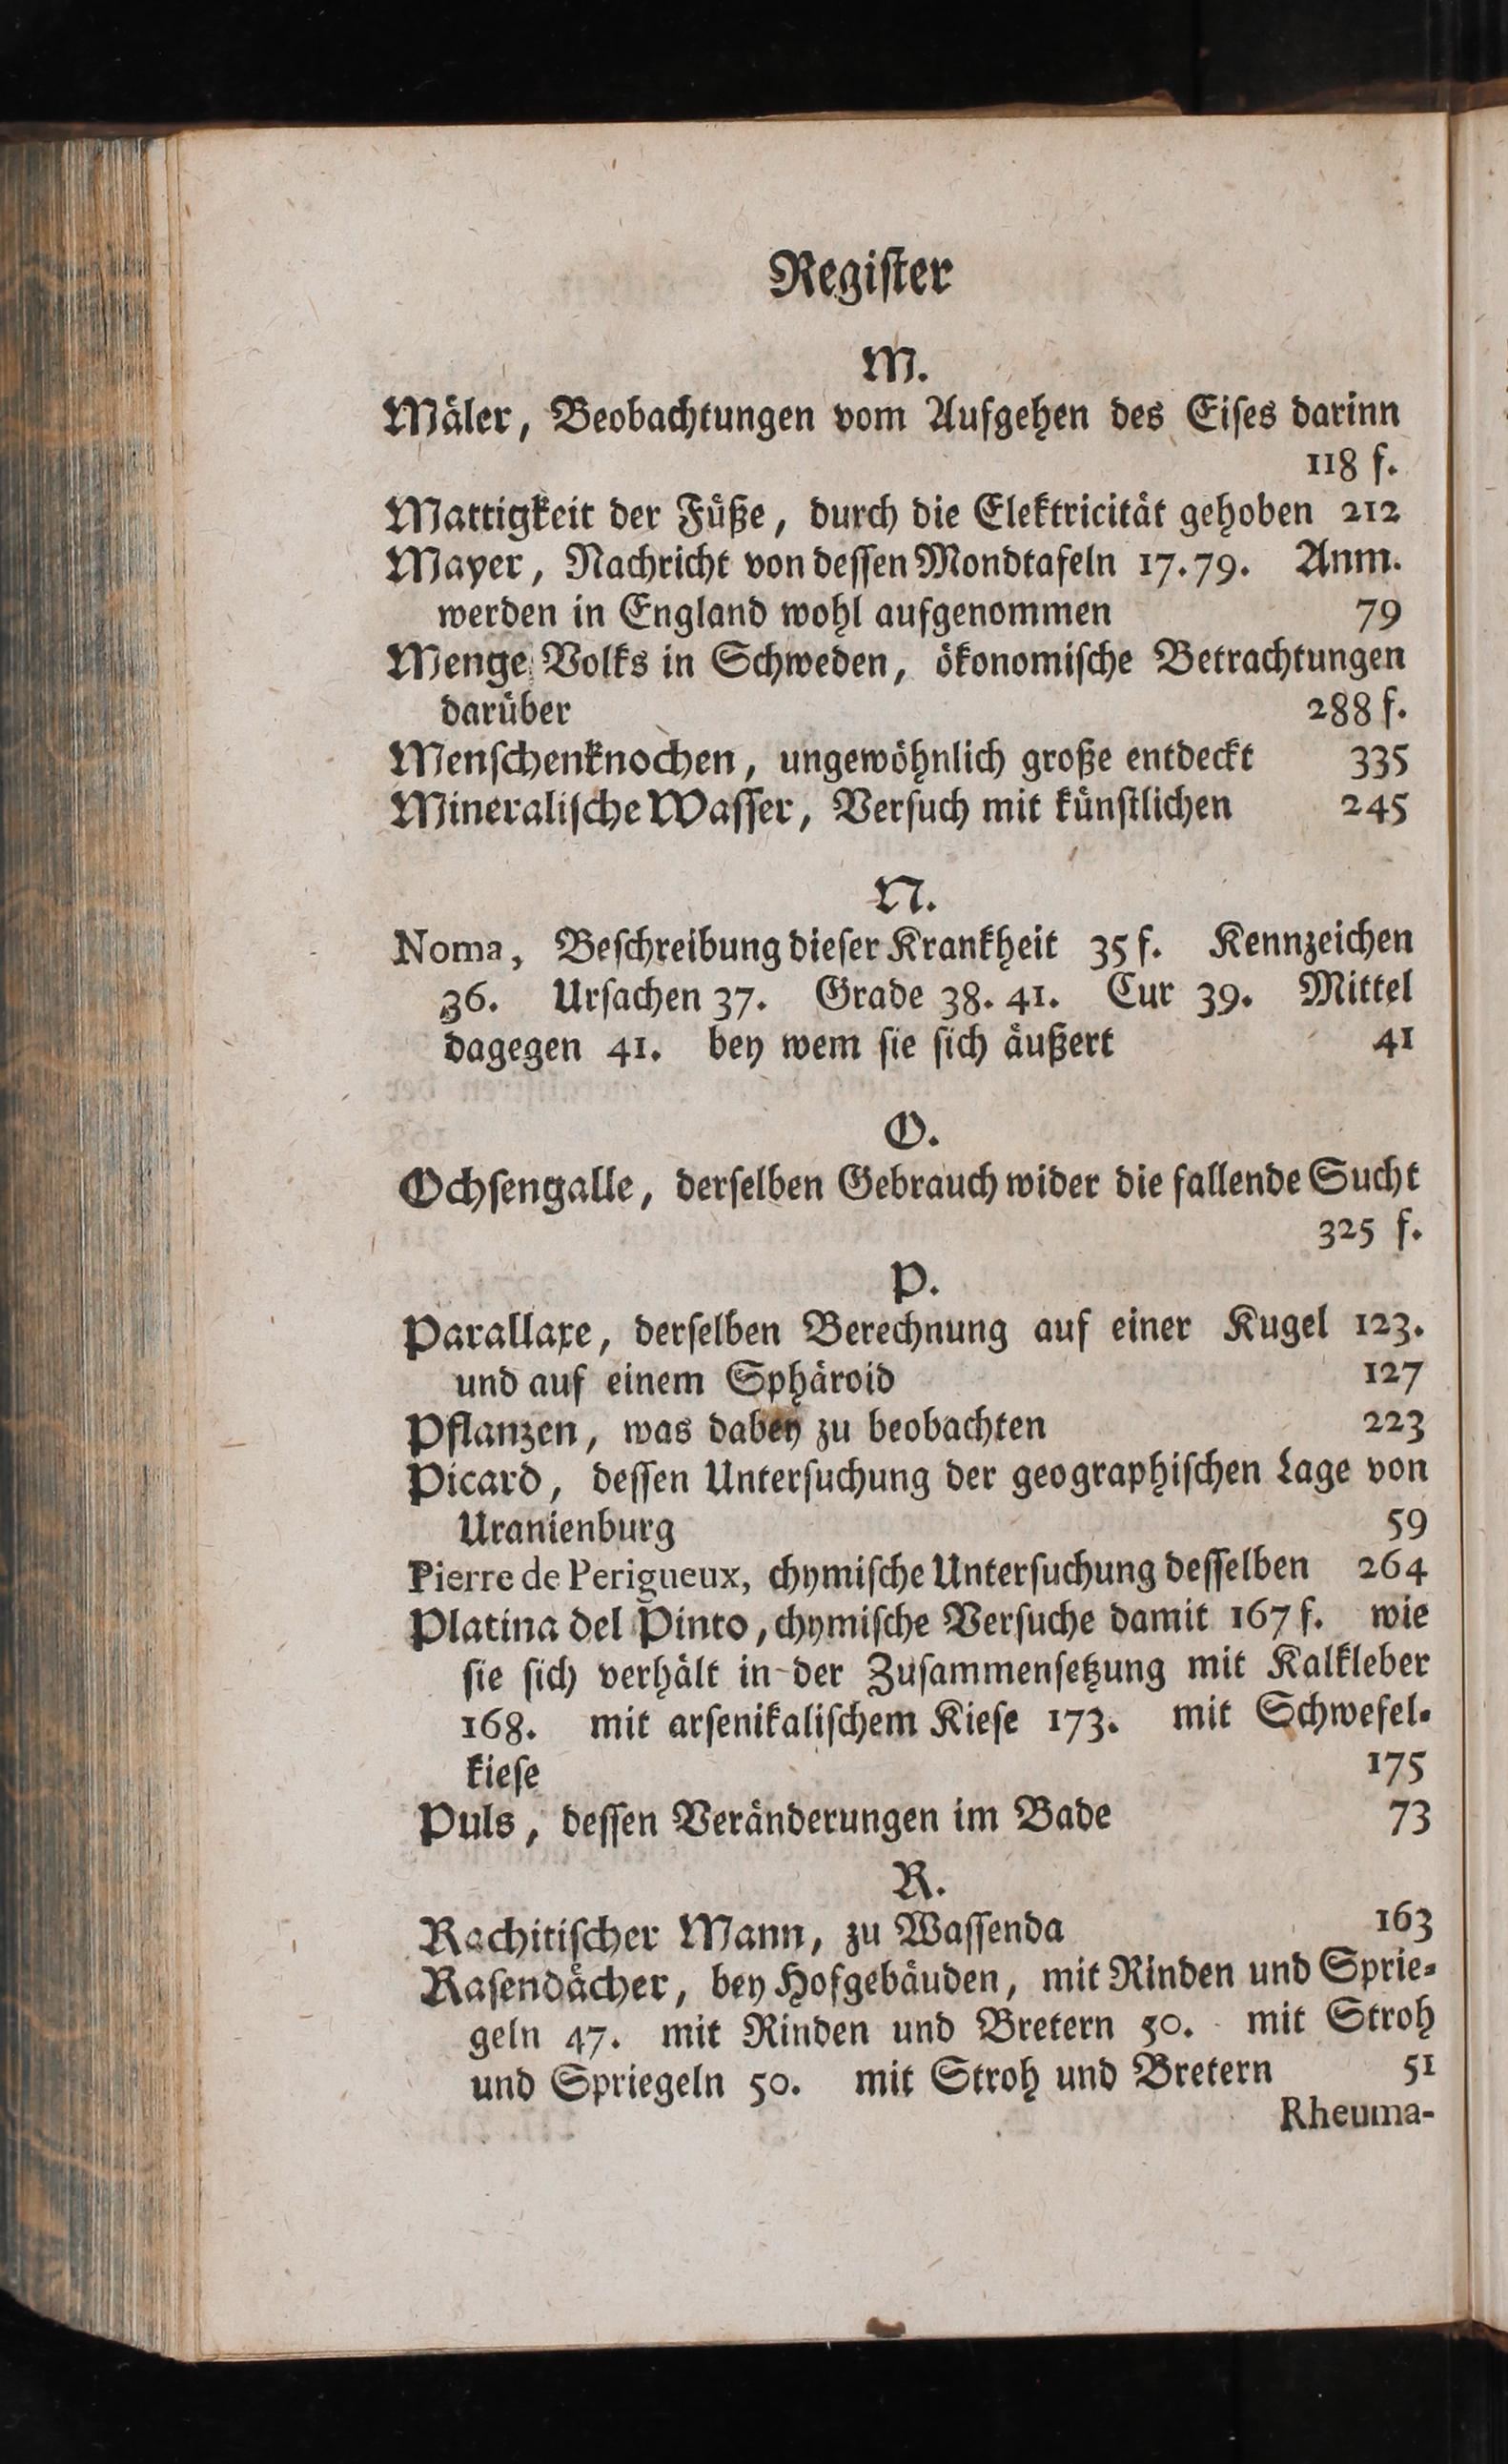 Regiſter
M.
Mäler, Beobachtungen vom Aufgehen des Eiſes darinn
118 f.
Mattigkeit der Füße, durch die Elektricität gehoben 212
Mayer, Nachricht von deſſen Mondtafeln 17. 79. Anm.
werden in England wohl aufgenommen 79
Menge Volks in Schweden, ökonomiſche Betrachtungen
darüber 288 f.
Menſchenknochen, ungewöhnlich große entdeckt 335
Mineraliſche Waſſer, Verſuch mit künſtlichen 245
N.
Noma, Beſchreibung dieſer Krankheit 35 f. Kennzeichen
36. Urſachen 37. Grade 38. 41. Cur 39. Mittel
dagegen 41. bey wem ſie ſich äußert 41
O.
Ochſengalle, derſelben Gebrauch wider die fallende Sucht
325 f.
P.
Parallaxe, derſelben Berechnung auf einer Kugel 123.
und auf einem Sphäroid 127
Pflanzen, was dabey zu beobachten 223
Picard, deſſen Unterſuchung der geographiſchen Lage von
Uranienburg 59
Pierre de Perigueux, chymiſche Unterſuchung deſſelben 264
Platina del Pinto, chymiſche Verſuche damit 167 f. wie
ſie ſich verhält in der Zuſammenſetzung mit Kalkleber
168. mit arſenikaliſchem Kieſe 173. mit Schwefel-
kieſe 175
Puls, deſſen Veränderungen im Bade 73
R.
Rachitiſcher Mann, zu Waſſenda 163
Raſendächer, bey Hofgebäuden, mit Rinden und Sprie-
geln 47. mit Rinden und Bretern 50. mit Stroh
und Spriegeln 50. mit Stroh und Bretern 51
Rheuma-